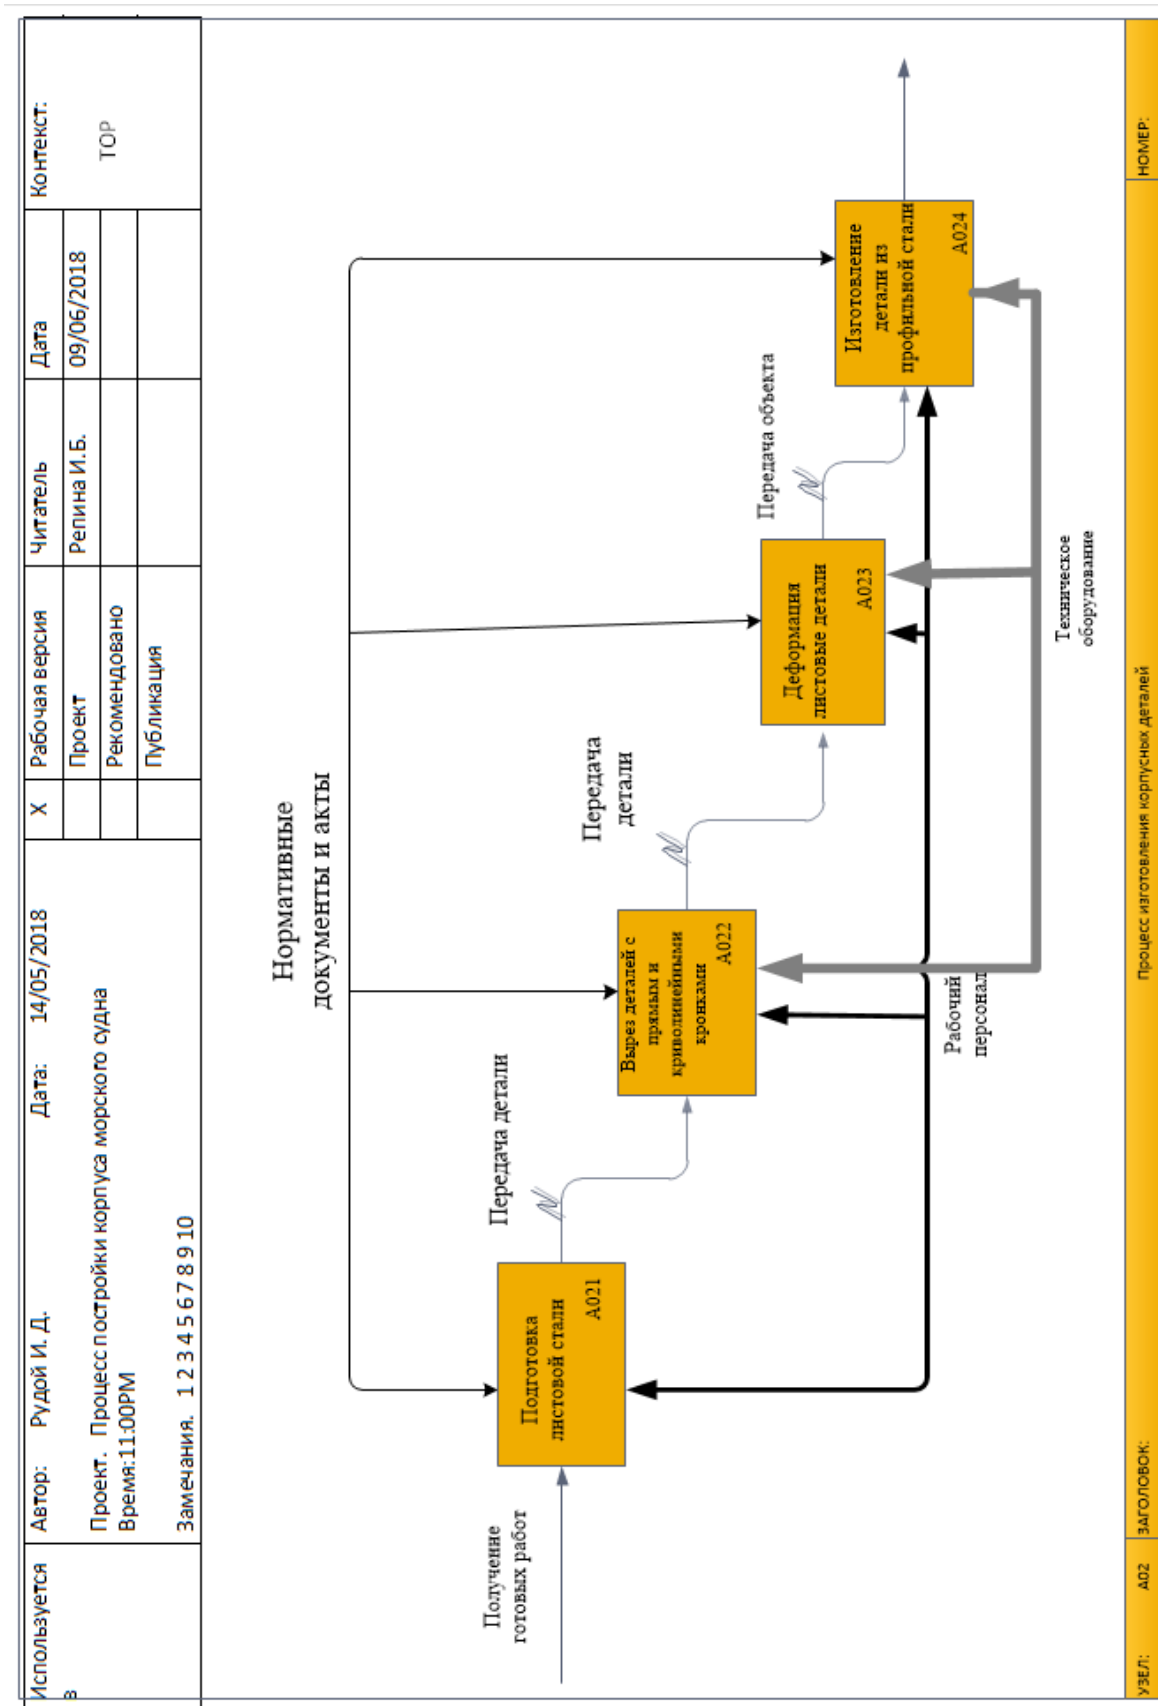 Используется
в
Автор: Рудой И. Д.
Дата: 14/05/2018
Проект. Процесс постройки корпуса морского судна
Время:11:00PM
Замечания. 1 2 3 4 5 6 7 8 9 10
X Рабочая версия
Проект
Рекомендовано
Публикация
Читатель
Репина И.Б.
Дата
09/06/2018
Контекст:
TOP
Нормативные
документы и акты
Получение
готовых работ
Подготовка
листовой стали
A021
Передача детали
Вырез деталей с
прямым и
криволинейными
кронками
A022
Передача
детали
Деформация
листовые детали
A023
Передача объекта
Изготовление
детали из
профильной стали
A024
Рабочий
персонал
Техническое
оборудование
УЗЕЛ: A02
ЗАГОЛОВОК:
Процесс изготовления корпусных деталей
НОМЕР: